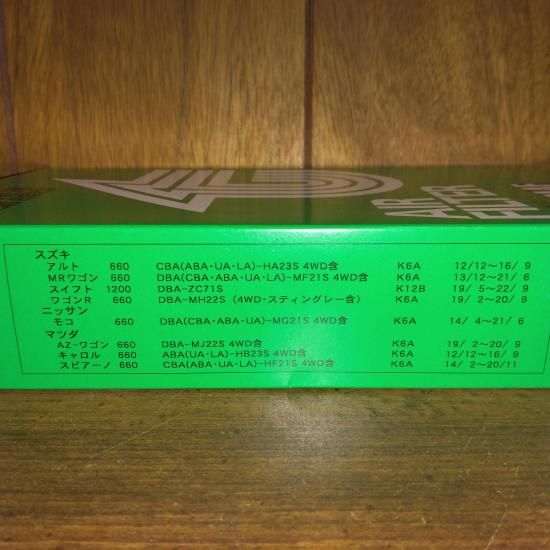 AIR
FILTER
スズキ
アルト 660 CBA(ABA・UA・LA)-HA23S 4WD含 K6A 12/12〜16/ 9
MRワゴン 660 DBA(CBA・ABA・UA・LA)-MF21S 4WD含 K6A 13/12〜21/ 6
スイフト 1200 DBA-ZC71S K12B 19/ 5〜22/ 9
ワゴンR 660 DBA-MH22S (4WD・スティングレー含) K6A 19/ 2〜20/ 9
ニッサン
モコ 660 DBA(CBA・ABA・UA)-MG21S 4WD含 K6A 14/ 4〜21/ 6
マツダ
AZ-ワゴン 660 DBA-MJ22S 4WD含 K6A 19/ 2〜20/ 9
キャロル 660 ABA(UA・LA)-HB23S 4WD含 K6A 12/12〜16/ 9
スピアーノ 660 CBA(ABA・UA・LA)-HF21S 4WD含 K6A 14/ 2〜20/11